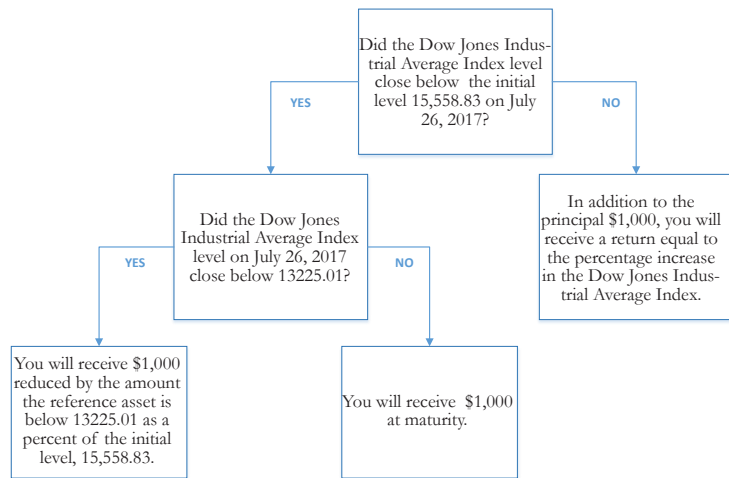 Did the Dow Jones Indus-
trial Average Index level
close below the initial
level 15,558.83 on July
26, 2017?
YES
NO
Did the Dow Jones
Industrial Average Index
level on July 26, 2017
close below 13225.01?
In addition to the
principal $1,000, you will
receive a return equal to
the percentage increase
in the Dow Jones Indus-
trial Average Index.
YES
NO
You will receive $1,000
reduced by the amount
the reference asset is
below 13225.01 as a
percent of the initial
level, 15,558.83.
You will receive $1,000
at maturity.